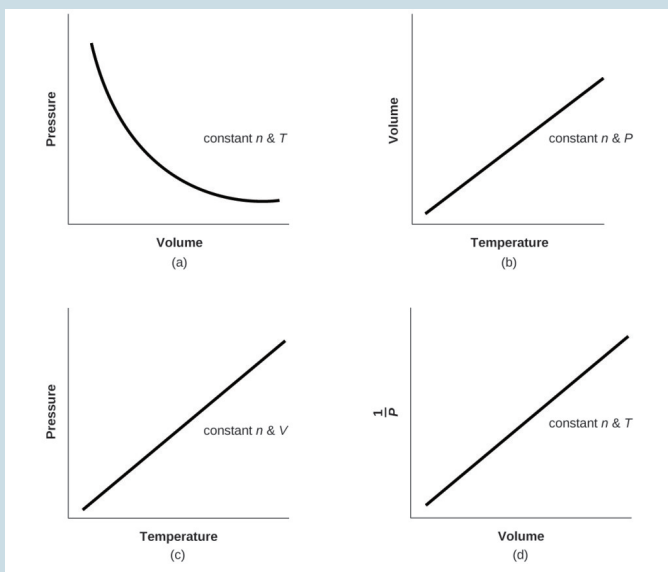 Pressure
constant n & T
Volume
(a)
Volume
constant n & P
Temperature
(b)
Pressure
constant n & V
Temperature
(c)
1
P
constant n & T
Volume
(d)